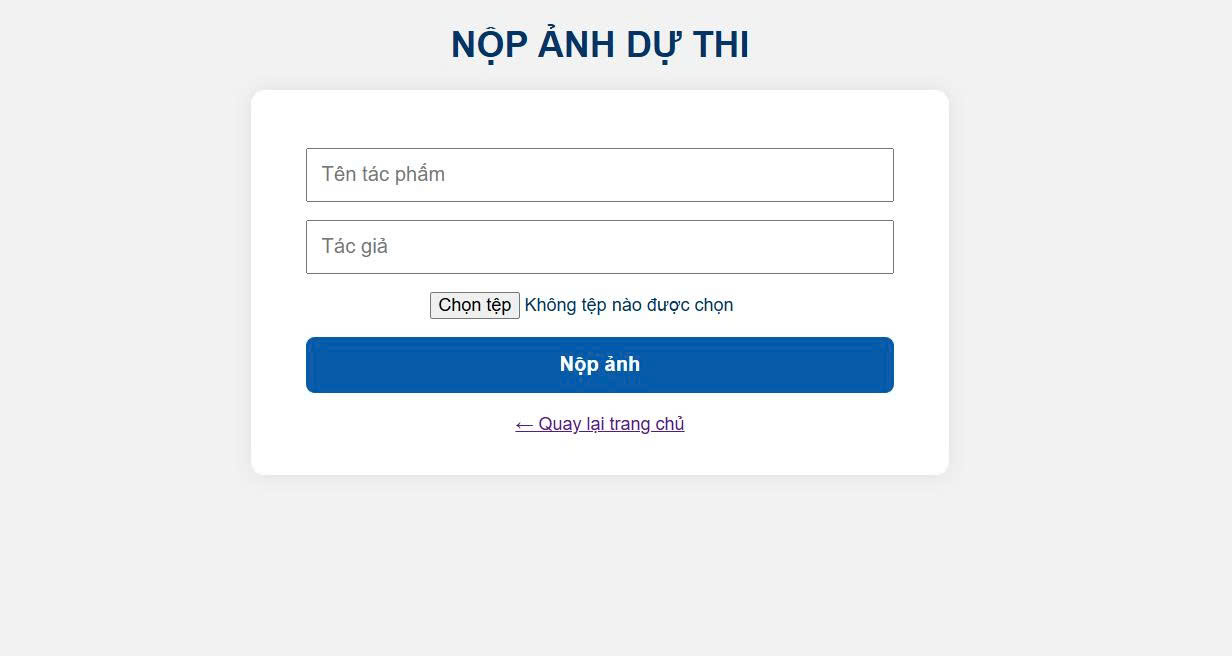 NỘP ẢNH DỰ THI
Tên tác phẩm
Tác giả
Chọn tệp Không tệp nào được chọn
Nộp ảnh
← Quay lại trang chủ